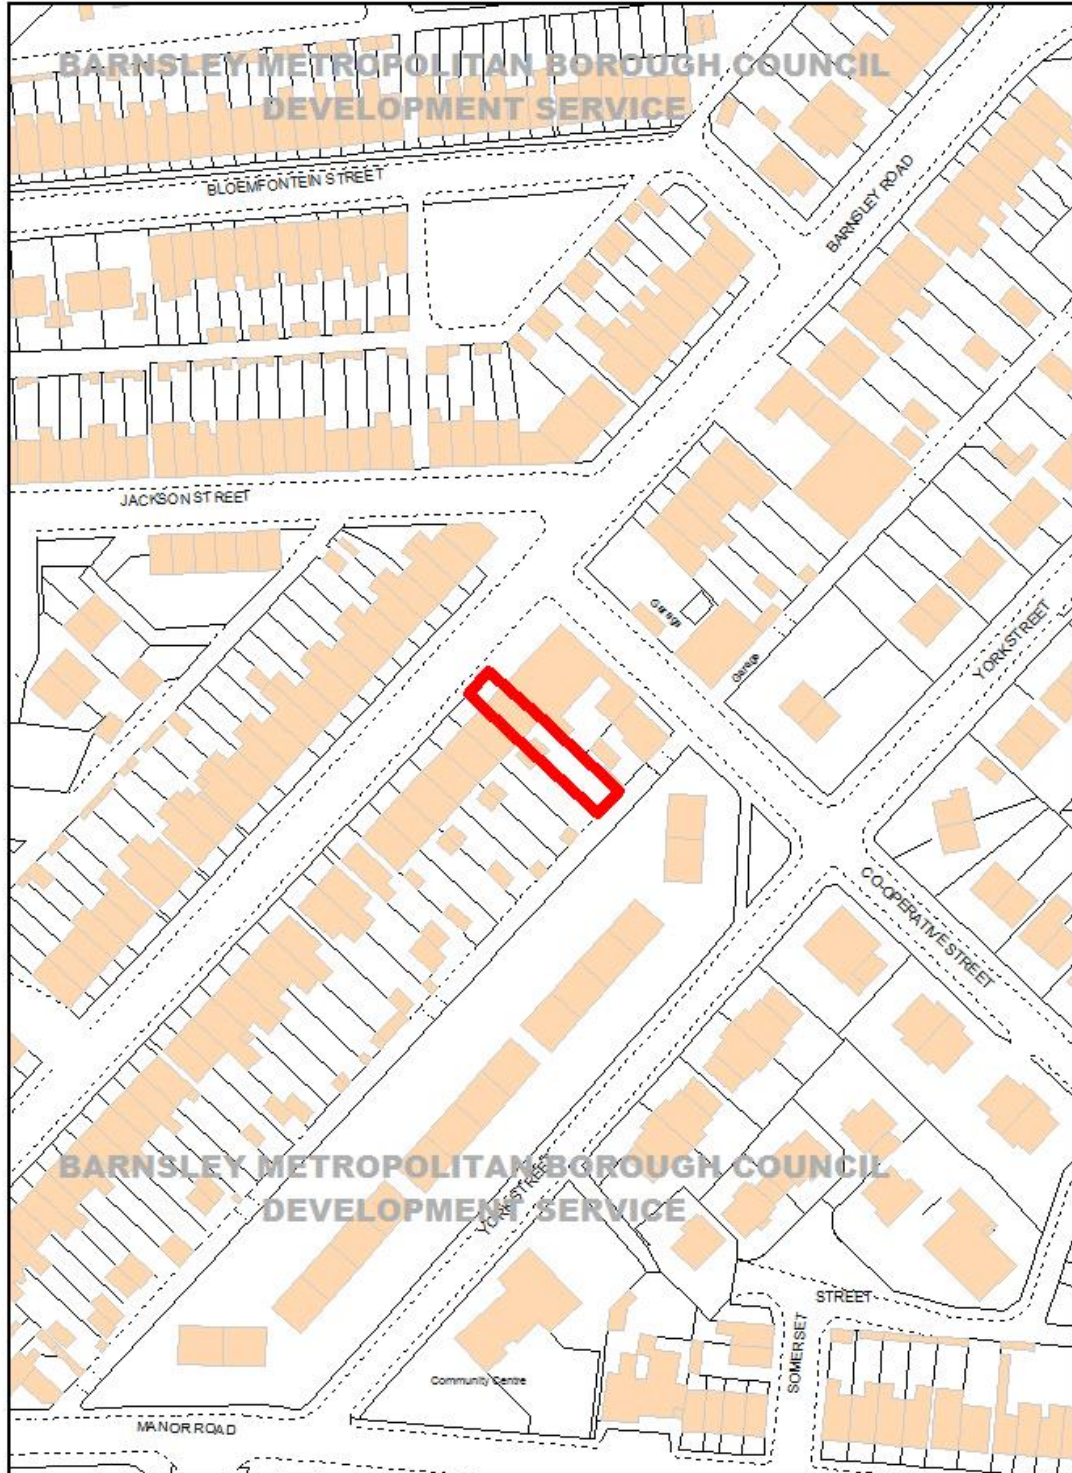 BARNSLEY METROPOLITAN BOROUGH COUNCIL
DEVELOPMENT SERVICE
BLOEMFONTEIN STREET
BARNSLEY ROAD
JACKSON STREET
Garage
YORK STREET
Garage
CO-OPERATIVE STREET
BARNSLEY METROPOLITAN BOROUGH COUNCIL
DEVELOPMENT SERVICE
YORK STREET
STREET
SOMERSET
Community Centre
MANOR ROAD